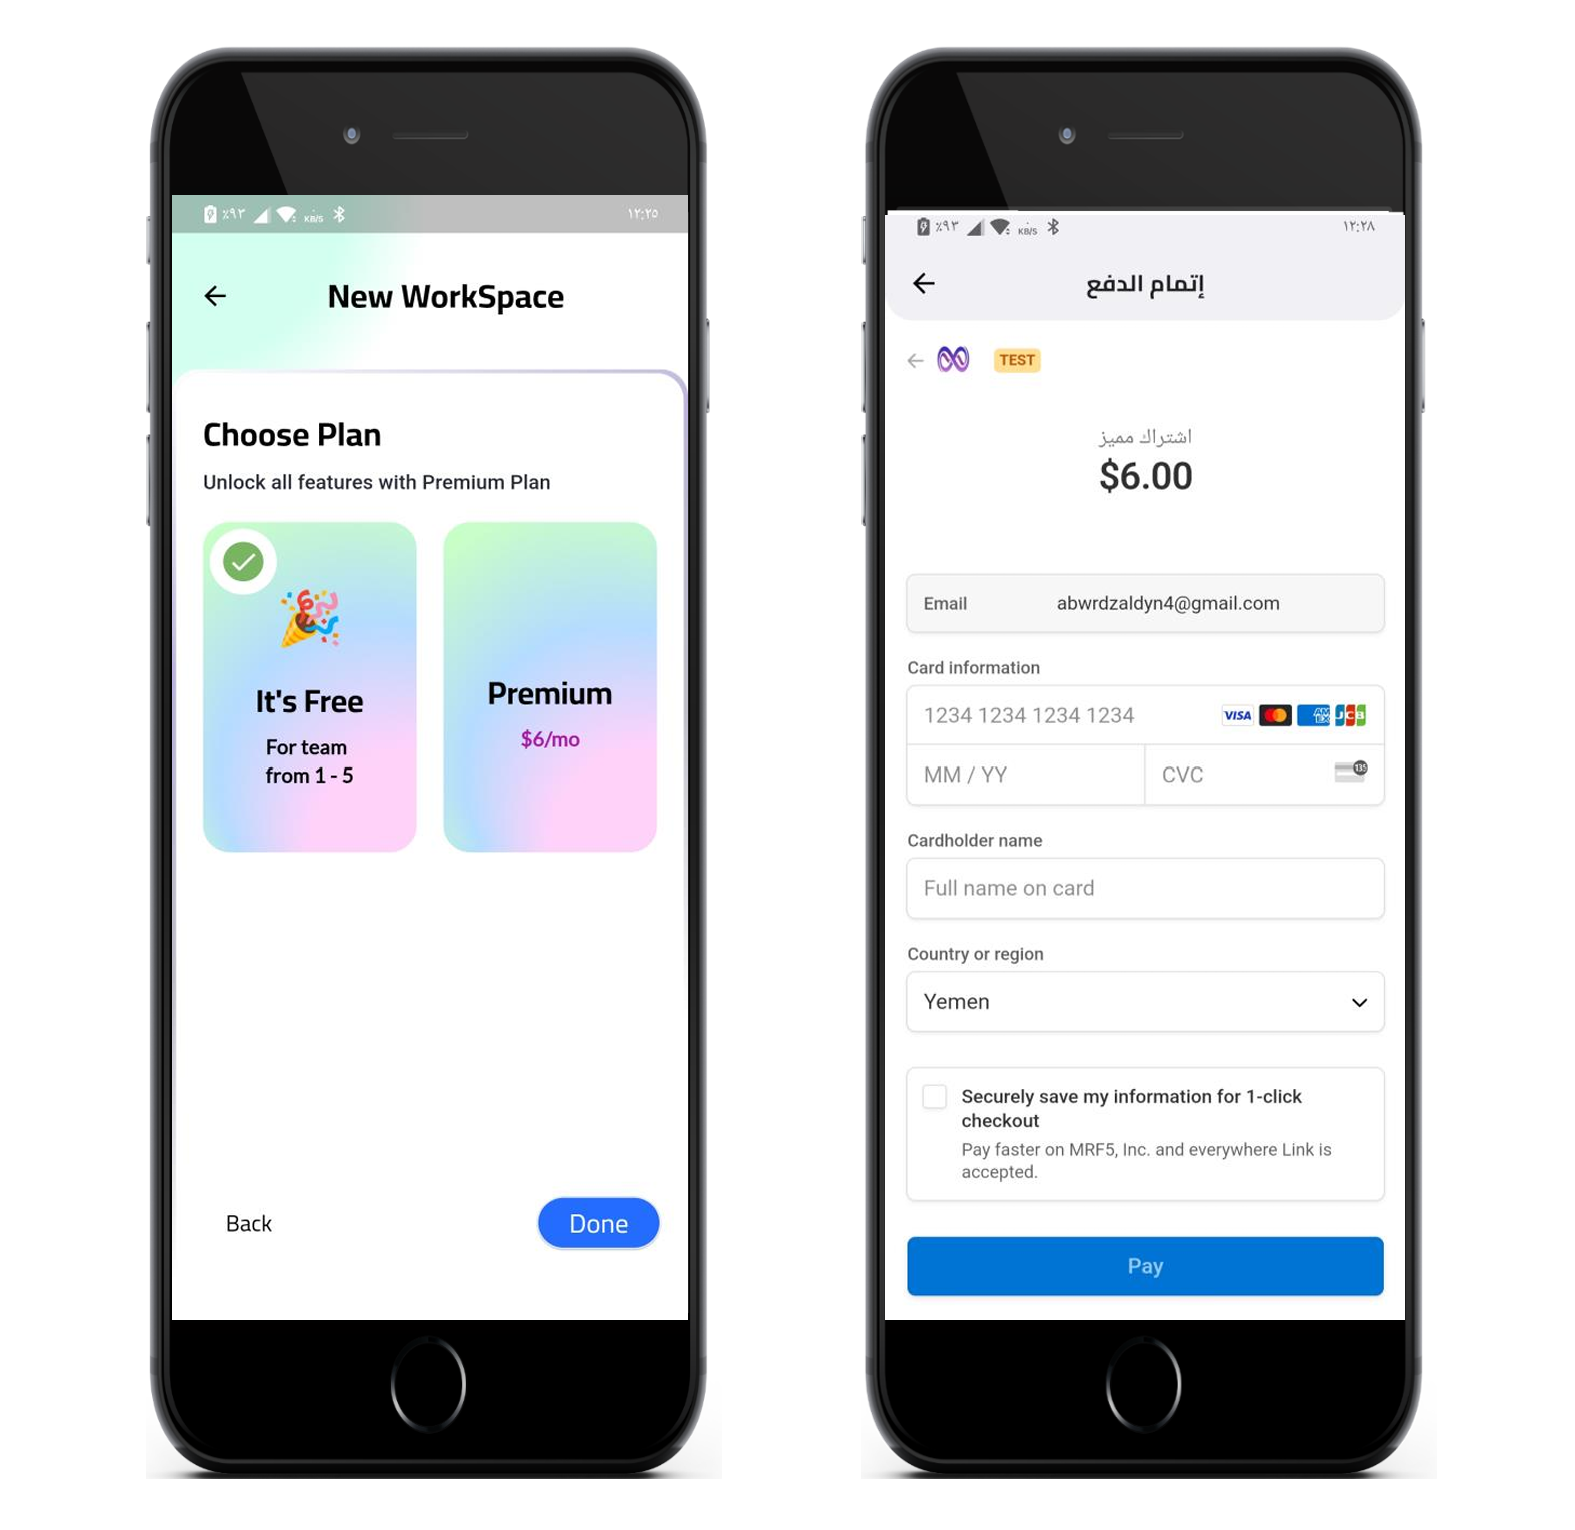 ٪٩٣
KB/S
١٢:٢٥
New WorkSpace
Choose Plan
Unlock all features with Premium Plan
It's Free
For team
from 1 - 5
Premium
$6/mo
Back
Done
٪٩٣
KB/S
١٢:٢٨
إتمام الدفع
TEST
اشتراك مميز
$6.00
Email abwrdzaldyn4@gmail.com
Card information
1234 1234 1234 1234
VISA
AMEX
JCB
MM / YY
CVC
135
Cardholder name
Full name on card
Country or region
Yemen
Securely save my information for 1-click
checkout
Pay faster on MRF5, Inc. and everywhere Link is
accepted.
Pay